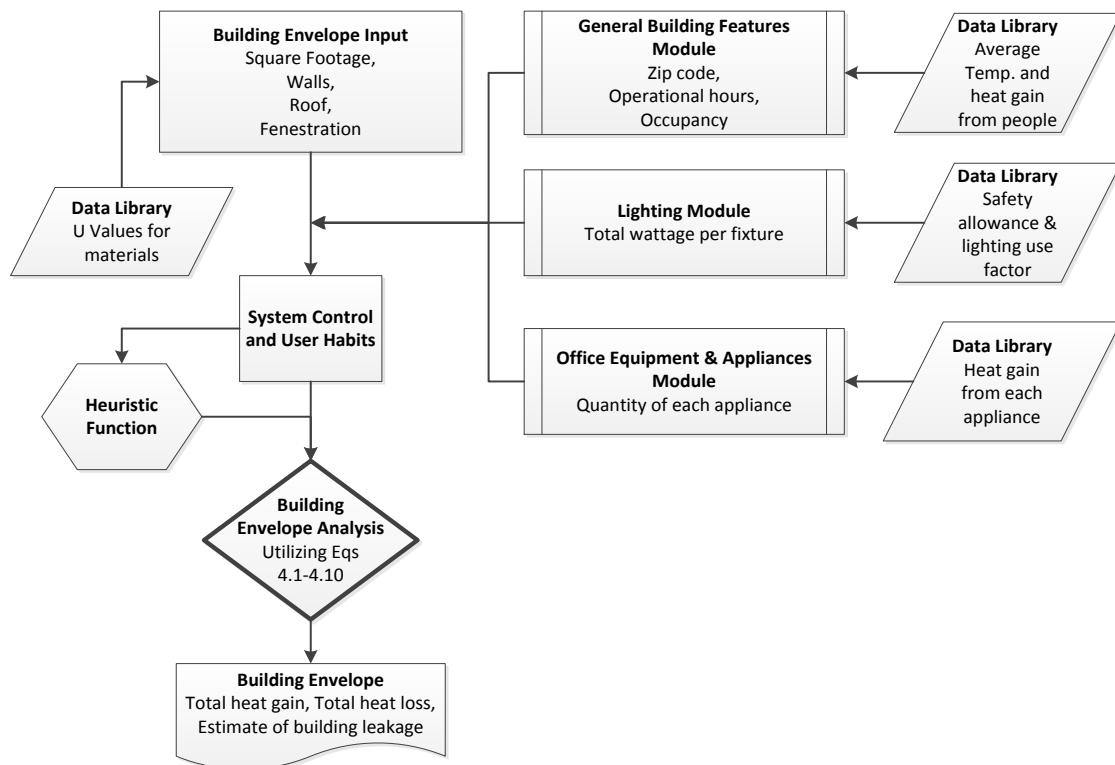 Building Envelope Input
Square Footage,
Walls,
Roof,
Fenestration
General Building Features
Module
Zip code,
Operational hours,
Occupancy
Data Library
Average
Temp. and
heat gain
from people
Data Library
U Values for
materials
Lighting Module
Total wattage per fixture
Data Library
Safety
allowance &
lighting use
factor
System Control
and User Habits
Office Equipment & Appliances
Module
Quantity of each appliance
Data Library
Heat gain
from each
appliance
Heuristic
Function
Building
Envelope Analysis
Utilizing Eqs
4.1-4.10
Building Envelope
Total heat gain, Total heat loss,
Estimate of building leakage